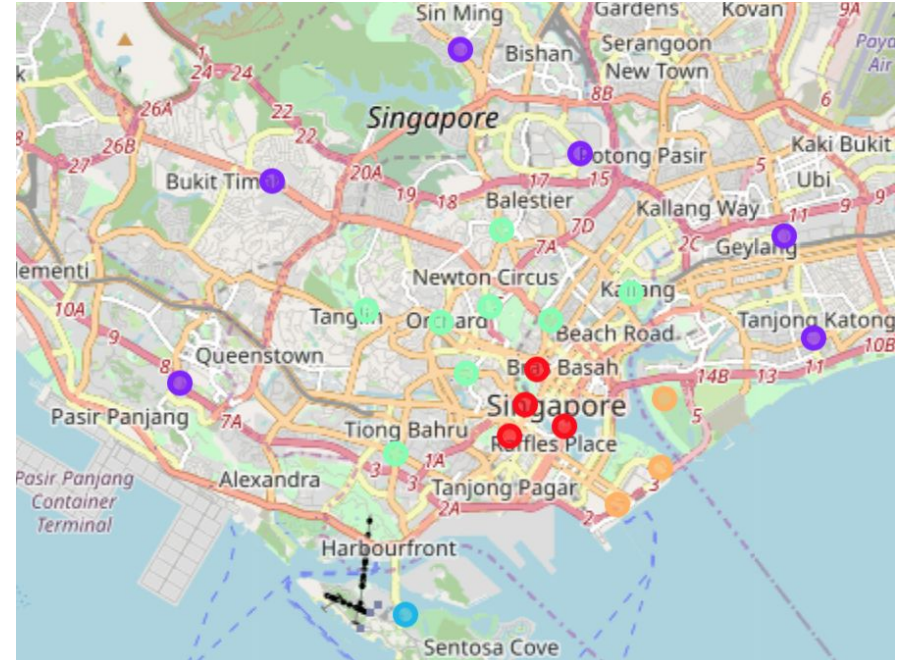 Sin Ming
Gardens
Kovan
9A
Bishan
Serangoon
New Town
Paya
Air
k
1
24
24
8B
6
26A
22
22
Singapore
8
26B
27
20A
Potong Pasir
5
Kaki Bukit
Ubi
Bukit Timah
19
18
17
15
Balestier
Kallang Way
11
9
9
7D
7A
2C
Geylang
lementi
Newton Circus
Kallang
10A
Tanglin
Orchard
Beach Road
Tanjong Katong
9
10B
Queenstown
8
Bras Basah
14B
13
11
Pasir Panjang
7A
Singapore
5
Tiong Bahru
Raffles Place
3
1A
3
Pasir Panjang
Container
Terminal
Alexandra
Tanjong Pagar
3
2A
2
Harbourfront
Sentosa Cove